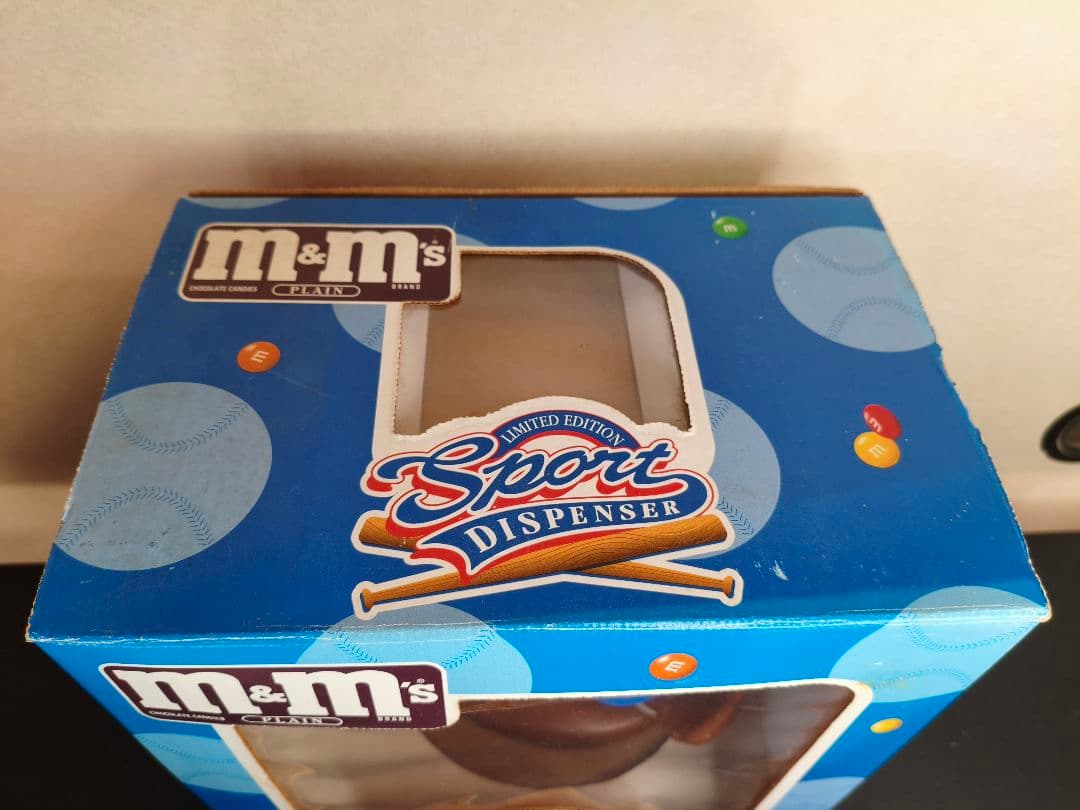 m&m's
CHOCOLATE CANDIES PLAIN BRAND
m
m
m
m
LIMITED EDITION
Sport
DISPENSER
m
m&m's®
CHOCOLATE CANDIES PLAIN BRAND